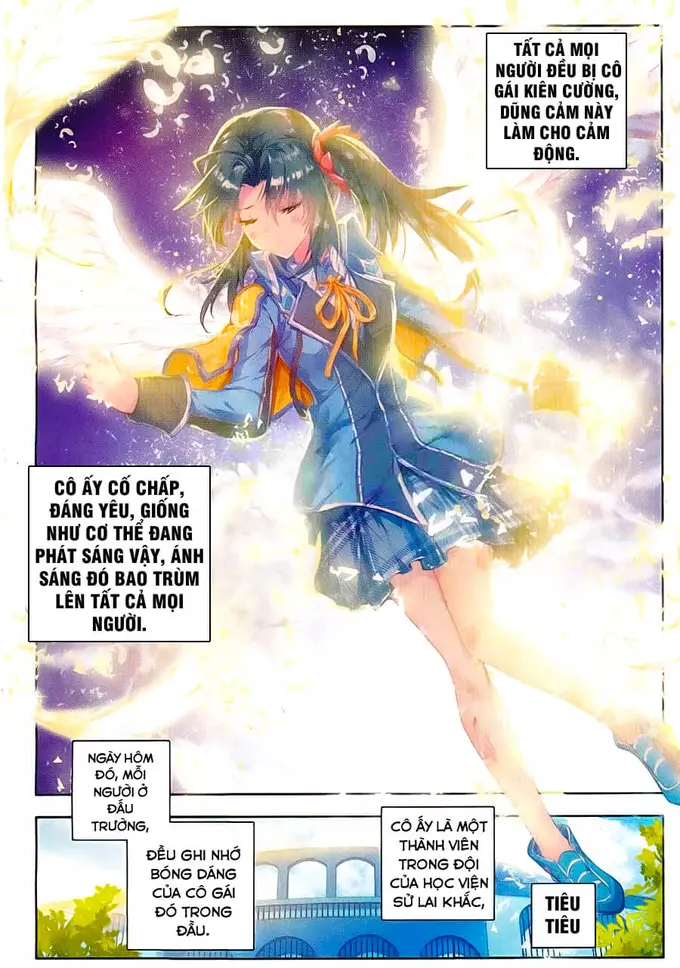 TẤT CẢ MỌI
NGƯỜI ĐỀU BỊ CÔ
GÁI KIÊN CƯỜNG,
DŨNG CẢM NÀY
LÀM CHO CẢM
ĐỘNG.
CÔ ẤY CỐ CHẤP,
ĐÁNG YÊU, GIỐNG
NHƯ CƠ THỂ ĐANG
PHÁT SÁNG VẬY, ÁNH
SÁNG ĐÓ BAO TRÙM
LÊN TẤT CẢ MỌI
NGƯỜI.
NGÀY HÔM
ĐÓ, MỖI
NGƯỜI Ở
ĐẤU
TRƯỜNG,
ĐỀU GHI NHỚ
BÓNG DÁNG
CỦA CÔ GÁI
ĐÓ TRONG
ĐẦU.
CÔ ẤY LÀ MỘT
THÀNH VIÊN
TRONG ĐỘI
CỦA HỌC VIỆN
SỬ LAI KHẮC,
TIÊU
TIÊU